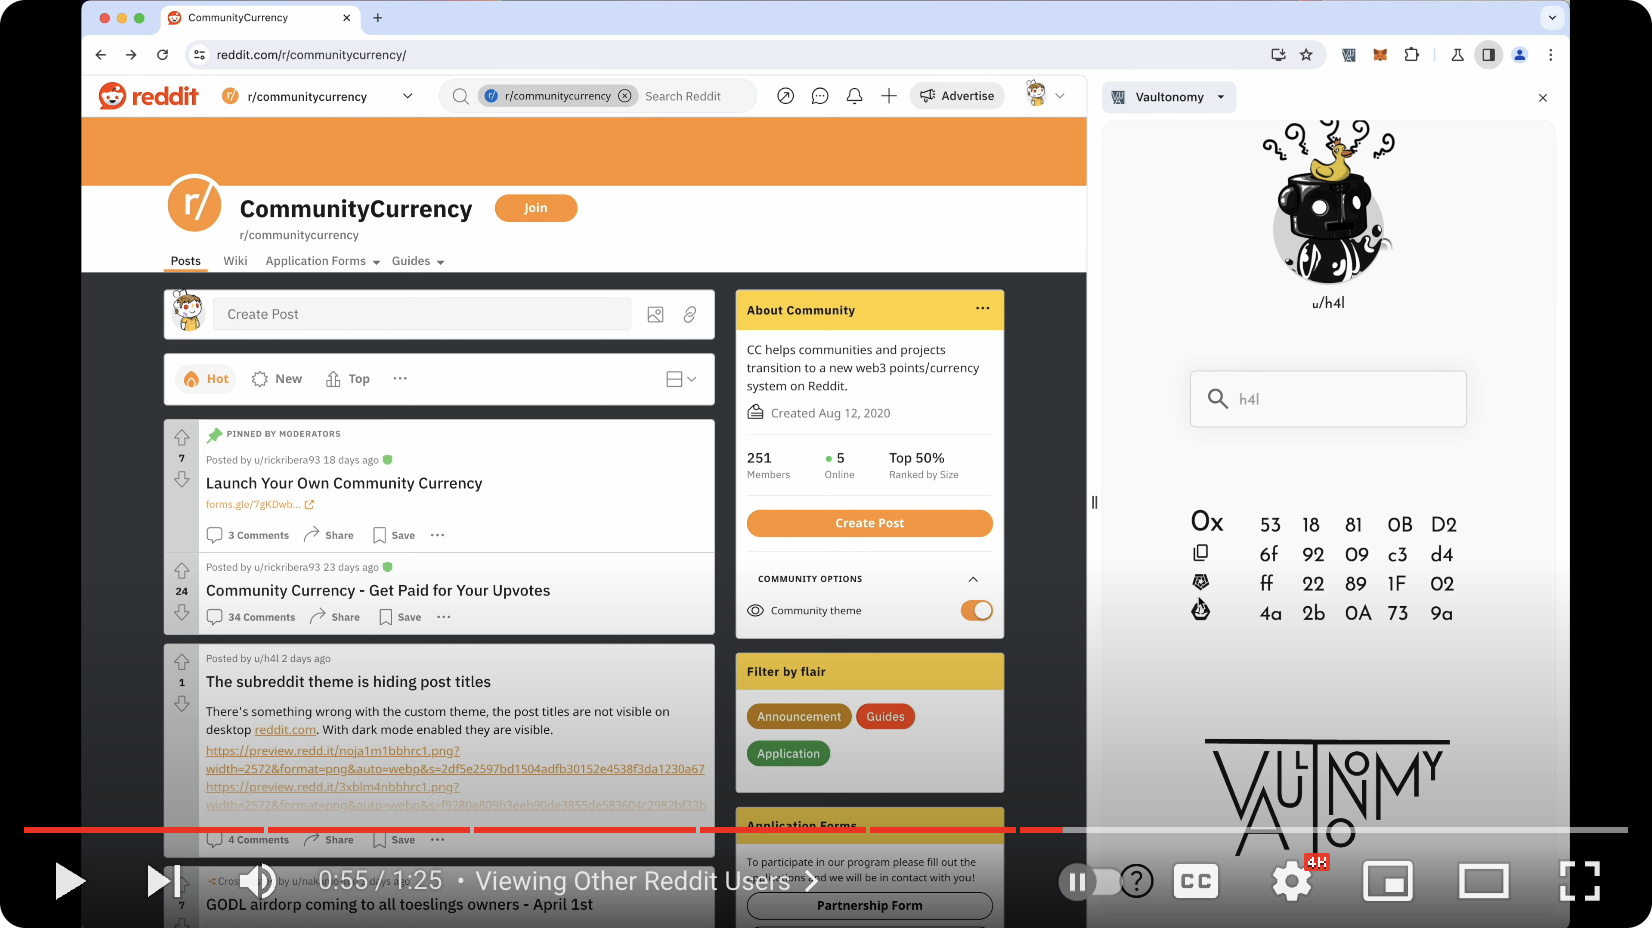 CommunityCurrency
reddit.com/r/communitycurrency/
reddit
r/communitycurrency
r/communitycurrency
Search Reddit
Advertise
Vaultonomy
r/
CommunityCurrency
Join
r/communitycurrency
Posts
Wiki
Application Forms
Guides
Create Post
Hot
New
Top
PINNED BY MODERATORS
7
Posted by u/rickribera93 18 days ago
Launch Your Own Community Currency
forms.gle/7gKDwb...
3 Comments
Share
Save
24
Posted by u/rickribera93 23 days ago
Community Currency - Get Paid for Your Upvotes
34 Comments
Share
Save
1
Posted by u/h4l 2 days ago
The subreddit theme is hiding post titles
There's something wrong with the custom theme, the post titles are not visible on
desktop reddit.com. With dark mode enabled they are visible.
https://preview.redd.it/noja1m1bbhrc1.png?
width=2572&format=png&auto=webp&s=2df5e2597bd1504adfb30152e4538f3da1230a67
https://preview.redd.it/3xblm4nbbhrc1.png?
width=2572&format=png&auto=webp&s=f9280e809b3eeb90de3855de583604c2982bf33b
4 Comments
Share
Save
7
GODL airdorp coming to all toeslings owners - April 1st
About Community
CC helps communities and projects
transition to a new web3 points/currency
system on Reddit.
Created Aug 12, 2020
251
Members
5
Online
Top 50%
Ranked by Size
Create Post
COMMUNITY OPTIONS
Community theme
Filter by flair
Announcement
Guides
Application
Application Forms
To participate in our program please fill out the
and we will be in contact with you!
Partnership Form
u/h4l
h4l
0x 53 18 81 0B D2
6f 92 09 c3 d4
ff 22 89 1F 02
4a 2b 0A 73 9a
VAULTONOMY
0:55 / 1:25 • Viewing Other Reddit Users
?
CC
4K